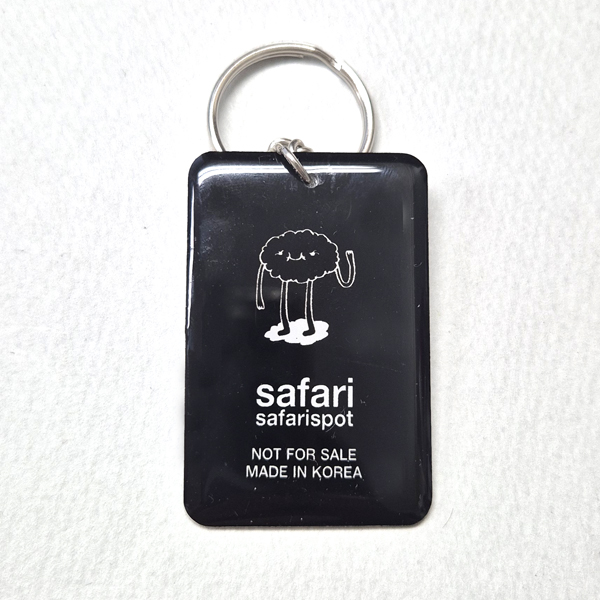 safari
safarispot
NOT FOR SALE
MADE IN KOREA